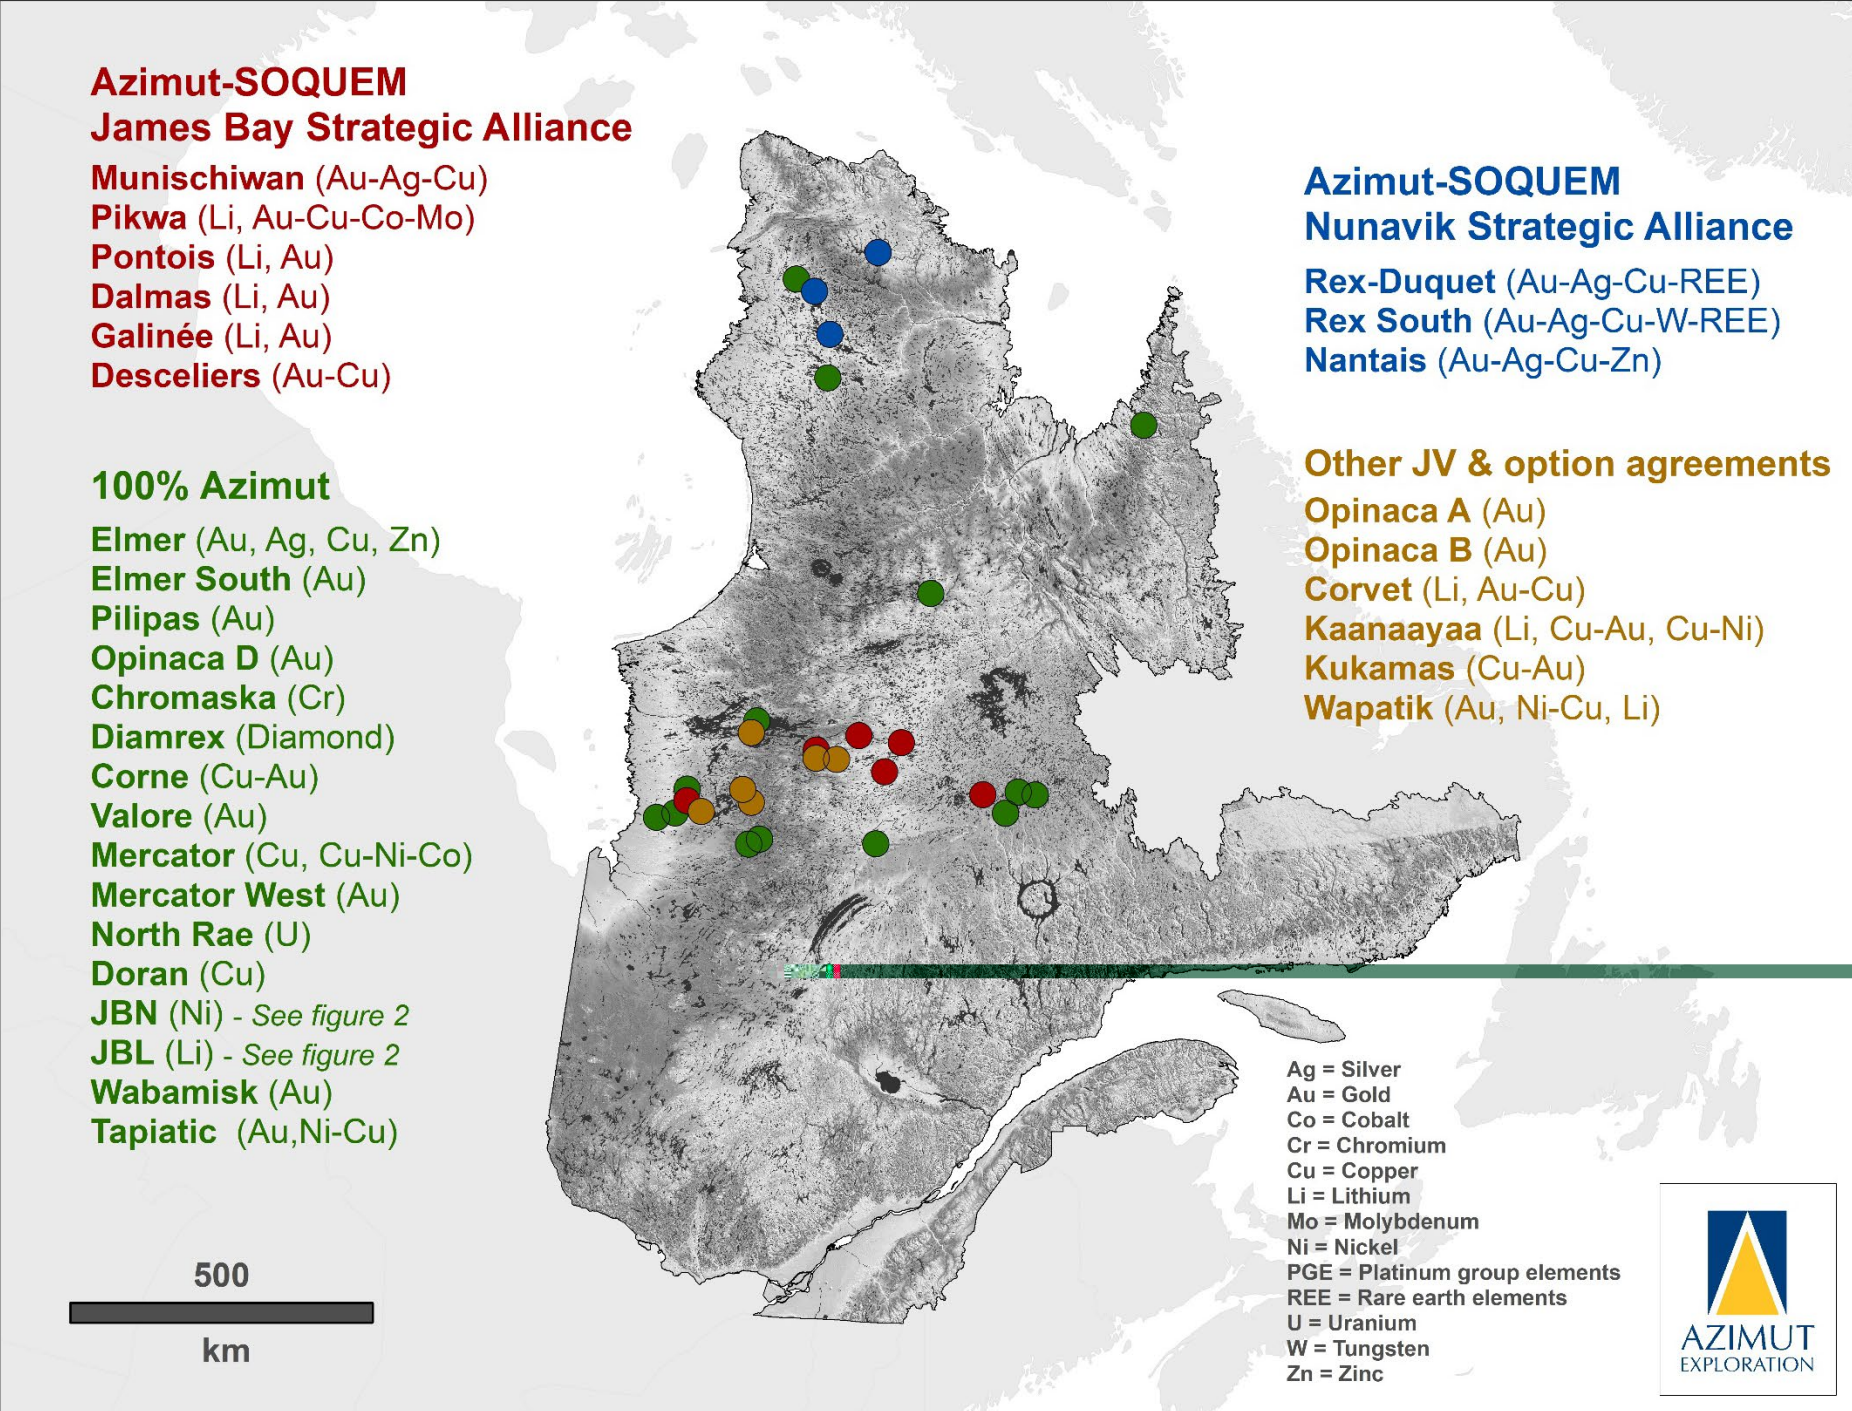 Azimut-SOQUEM
James Bay Strategic Alliance
Munischiwan (Au-Ag-Cu)
Pikwa (Li, Au-Cu-Co-Mo)
Pontois (Li, Au)
Dalmas (Li, Au)
Galinée (Li, Au)
Desceliers (Au-Cu)
100% Azimut
Elmer (Au, Ag, Cu, Zn)
Elmer South (Au)
Pilipas (Au)
Opinaca D (Au)
Chromaska (Cr)
Diamrex (Diamond)
Corne (Cu-Au)
Valore (Au)
Mercator (Cu, Cu-Ni-Co)
Mercator West (Au)
North Rae (U)
Doran (Cu)
JBN (Ni) - See figure 2
JBL (Li) - See figure 2
Wabamisk (Au)
Tapiatic (Au,Ni-Cu)
500
km
Azimut-SOQUEM
Nunavik Strategic Alliance
Rex-Duquet (Au-Ag-Cu-REE)
Rex South (Au-Ag-Cu-W-REE)
Nantais (Au-Ag-Cu-Zn)
Other JV & option agreements
Opinaca A (Au)
Opinaca B (Au)
Corvet (Li, Au-Cu)
Kaanaayaa (Li, Cu-Au, Cu-Ni)
Kukamas (Cu-Au)
Wapatik (Au, Ni-Cu, Li)
Ag = Silver
Au = Gold
Co = Cobalt
Cr = Chromium
Cu = Copper
Li = Lithium
Mo = Molybdenum
Ni = Nickel
PGE = Platinum group elements
REE = Rare earth elements
U = Uranium
W = Tungsten
Zn = Zinc
AZIMUT
EXPLORATION